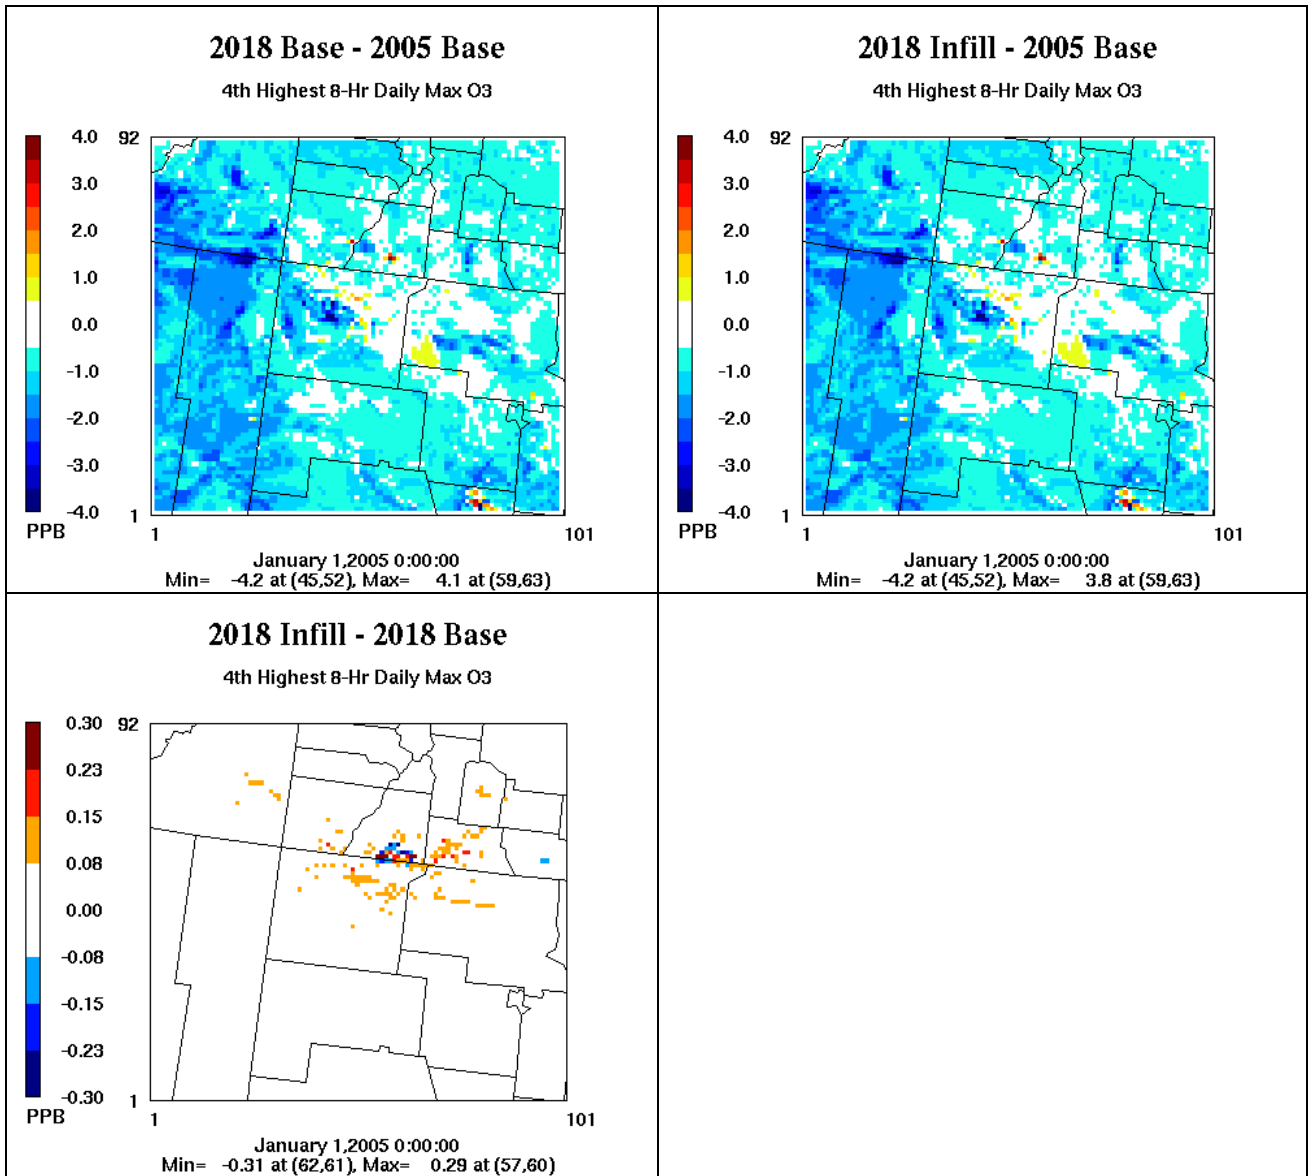 2018 Base - 2005 Base
4th Highest 8-Hr Daily Max O3
4.0
3.0
2.0
1.0
0.0
-1.0
-2.0
-3.0
-4.0
PPB
92
1
1
101
January 1,2005 0:00:00
Min= -4.2 at (45,52), Max= 4.1 at (59,63)
2018 Infill - 2005 Base
4th Highest 8-Hr Daily Max O3
4.0
3.0
2.0
1.0
0.0
-1.0
-2.0
-3.0
-4.0
PPB
92
1
1
101
January 1,2005 0:00:00
Min= -4.2 at (45,52), Max= 3.8 at (59,63)
2018 Infill - 2018 Base
4th Highest 8-Hr Daily Max O3
0.30
0.23
0.15
0.08
0.00
-0.08
-0.15
-0.23
-0.30
PPB
92
1
1
101
January 1,2005 0:00:00
Min= -0.31 at (62,61), Max= 0.29 at (57,60)